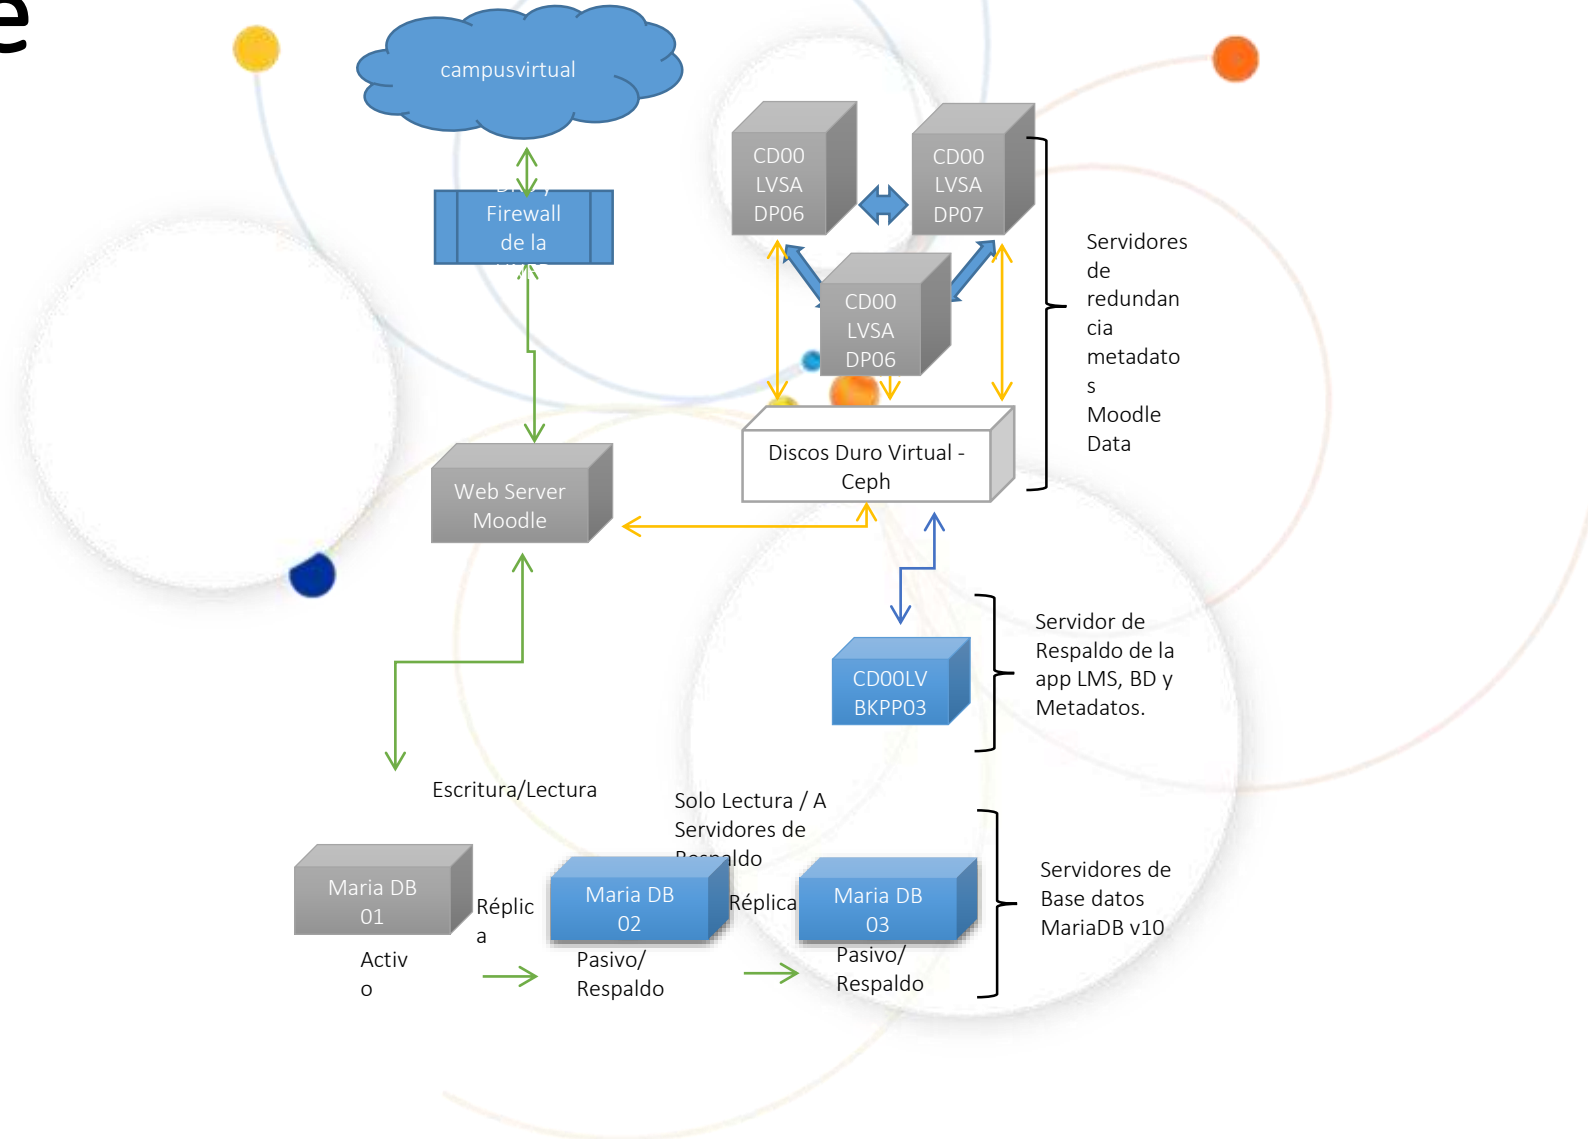 e
campusvirtual
Firewall
de la
CD00
LVSA
DP06
CD00
LVSA
DP07
CD00
LVSA
DP06
Servidores
de
redundan
cia
metadato
s
Moodle
Data
Discos Duro Virtual -
Ceph
Web Server
Moodle
CD00LV
BKPP03
Servidor de
Respaldo de la
app LMS, BD y
Metadatos.
Escritura/Lectura
Solo Lectura / A
Servidores de
Respaldo
Maria DB
01
Réplic
a
Maria DB
02
Réplica
Maria DB
03
Servidores de
Base datos
MariaDB v10
Activ
o
Pasivo/
Respaldo
Pasivo/
Respaldo